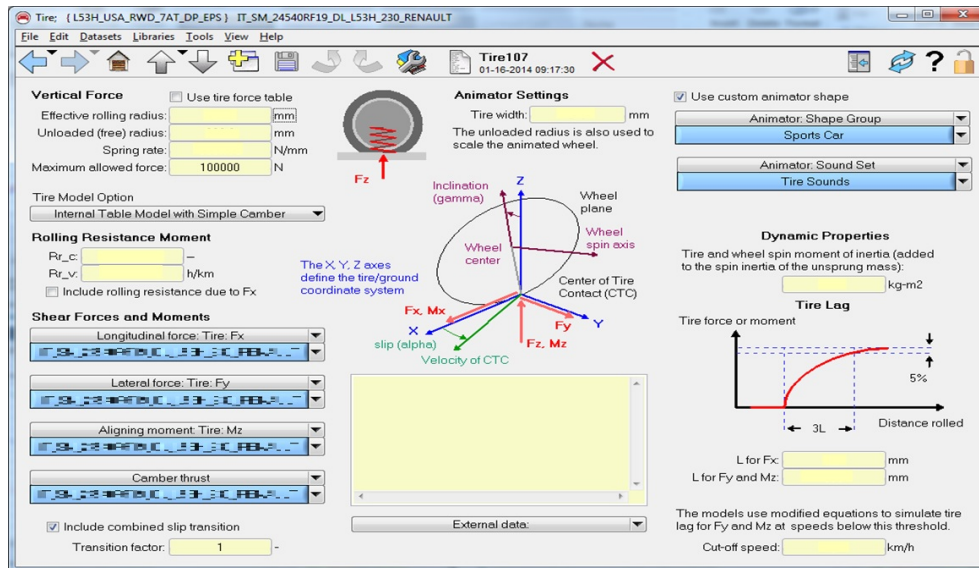 Tire; { L53H_USA_RWD_7AT_DP_EPS } IT_SM_24540RF19_DL_L53H_230_RENAULT
File Edit Datasets Libraries Tools View Help
Tire107
01-16-2014 09:17:30
Vertical Force
Use tire force table
Effective rolling radius: mm
Unloaded (free) radius: mm
Spring rate: N/mm
Maximum allowed force: 100000 N
Fz
Animator Settings
Tire width: mm
The unloaded radius is also used to
scale the animated wheel.
Use custom animator shape
Animator: Shape Group
Sports Car
Animator: Sound Set
Tire Sounds
Tire Model Option
Internal Table Model with Simple Camber
Rolling Resistance Moment
Rr_c: –
Rr_v: h/km
Include rolling resistance due to Fx
The X, Y, Z axes
define the tire/ground
coordinate system
Inclination
(gamma)
Z
Wheel
plane
Wheel
spin axis
Wheel
center
Center of Tire
Contact (CTC)
Fx, Mx
X
slip (alpha)
Fy
Y
Fz, Mz
Velocity of CTC
Shear Forces and Moments
Longitudinal force: Tire: Fx
Lateral force: Tire: Fy
Aligning moment: Tire: Mz
Camber thrust
Include combined slip transition
Transition factor: 1 -
External data:
Dynamic Properties
Tire and wheel spin moment of inertia (added
to the spin inertia of the unsprung mass):
kg-m2
Tire Lag
Tire force or moment
5%
3L
Distance rolled
L for Fx: mm
L for Fy and Mz: mm
The models use modified equations to simulate tire
lag for Fy and Mz at speeds below this threshold.
Cut-off speed: km/h